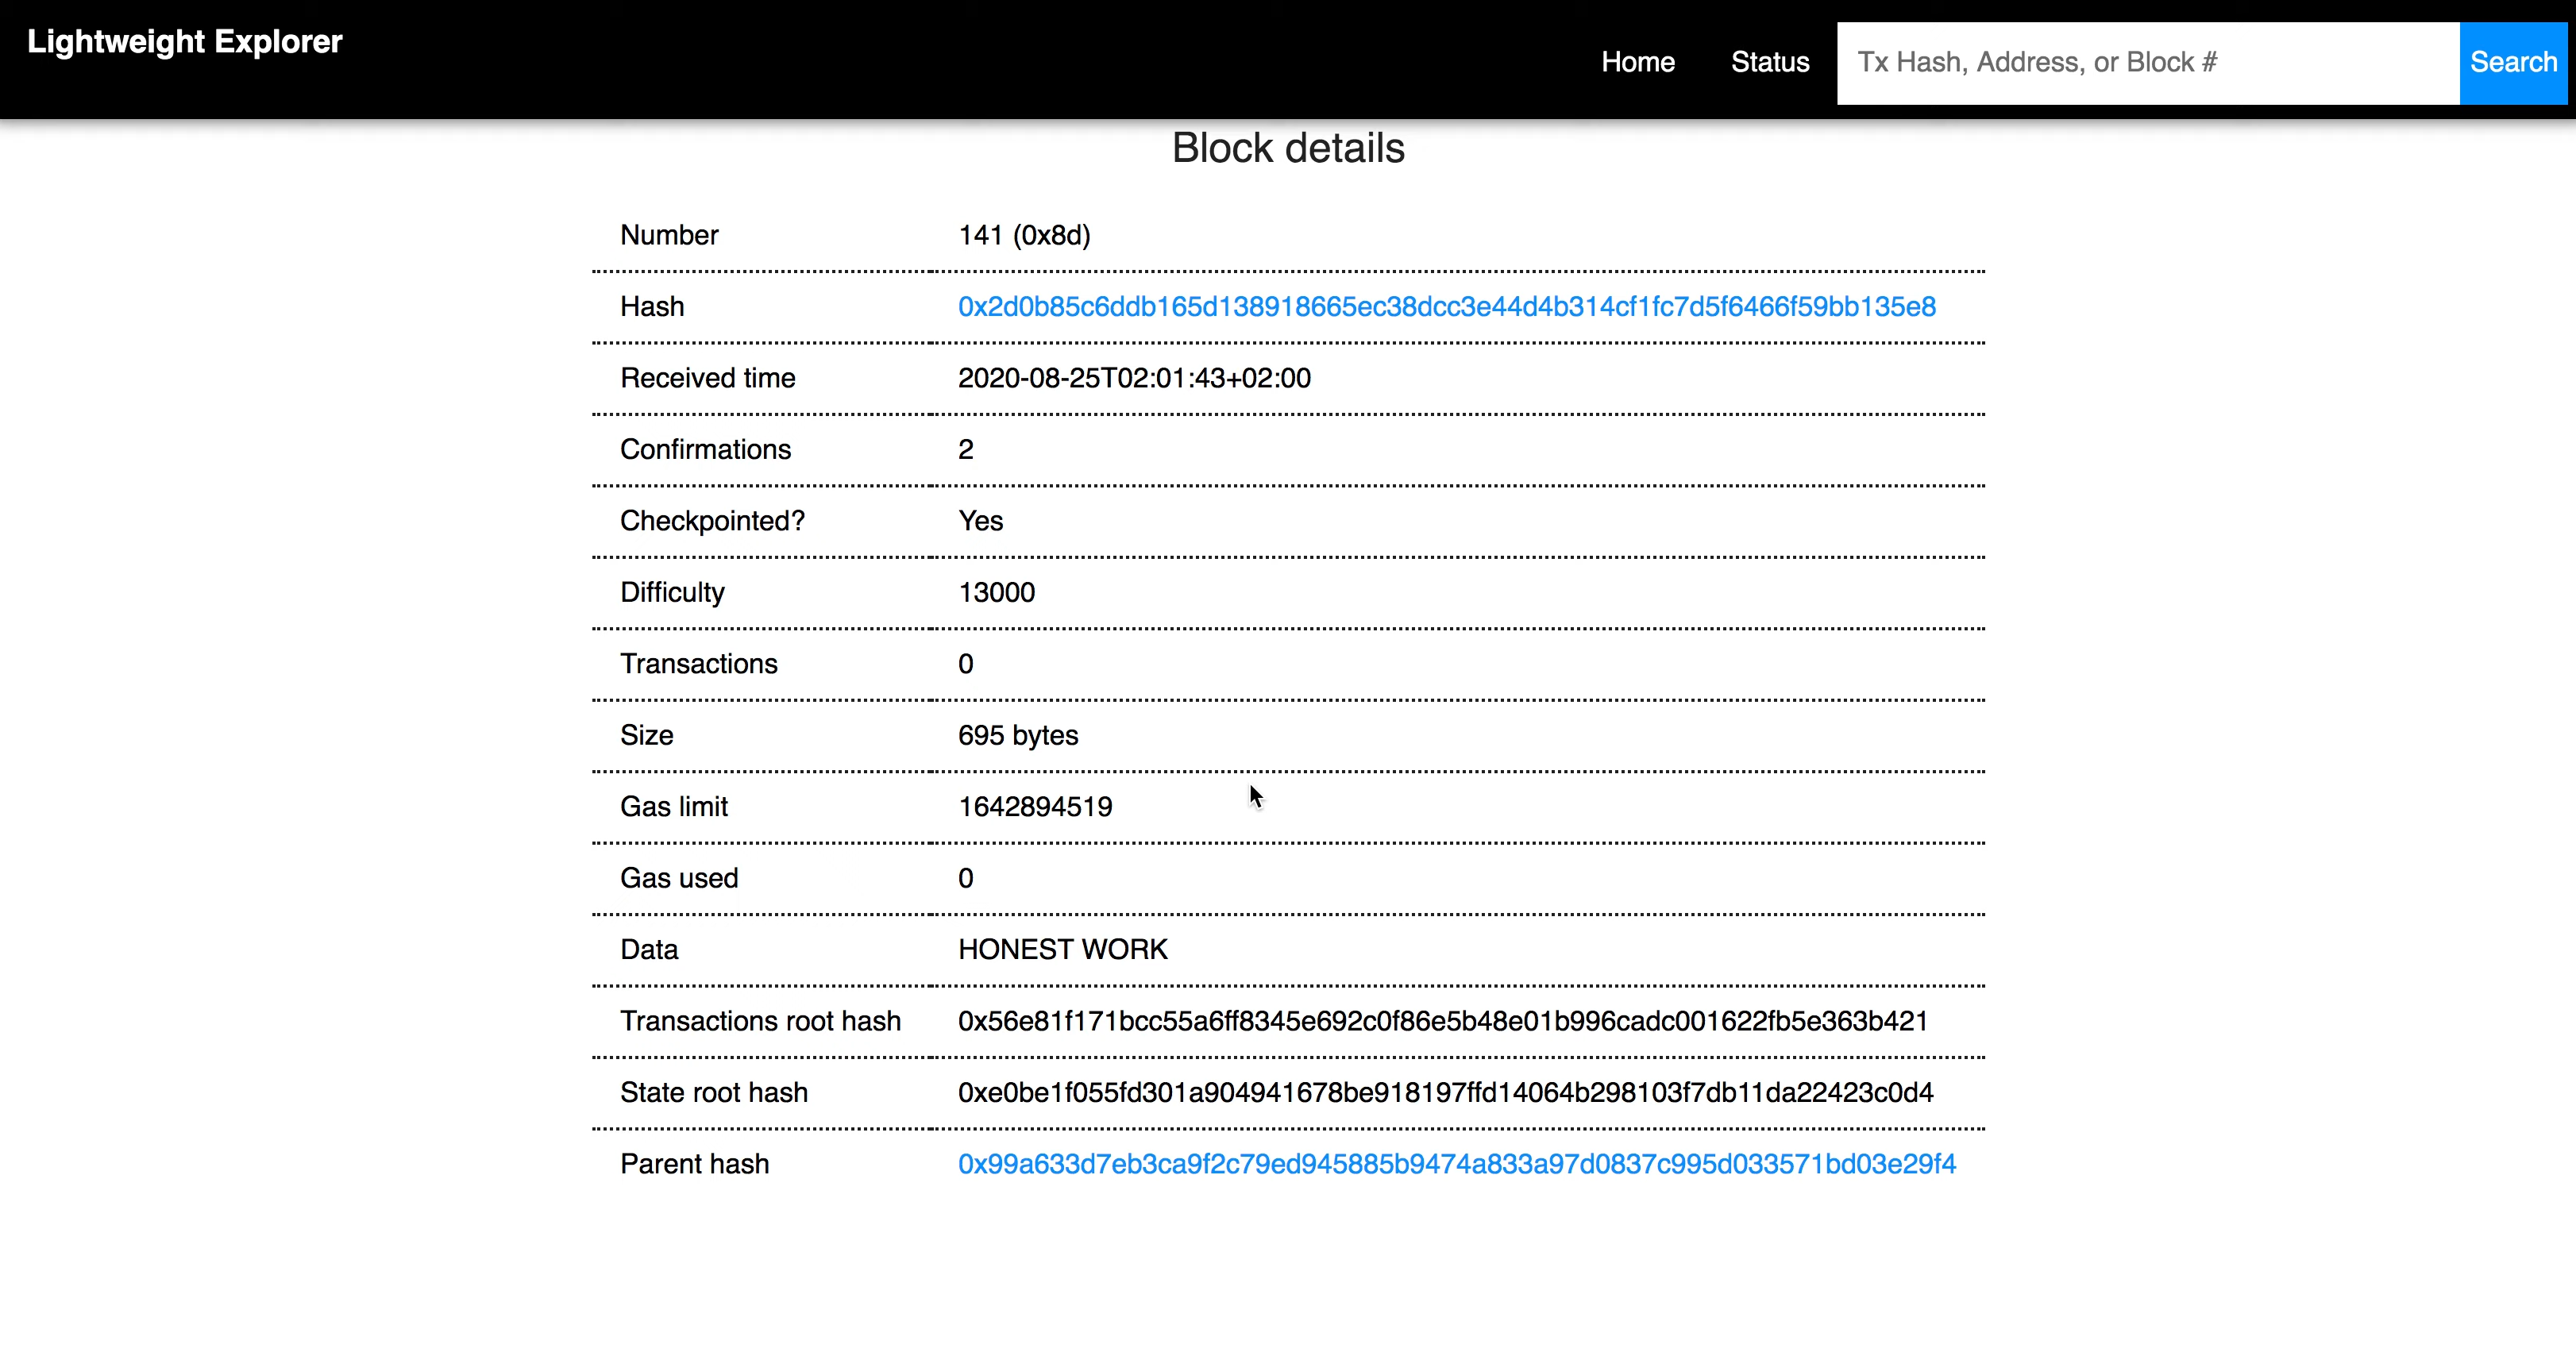 Lightweight Explorer
Home Status Tx Hash, Address, or Block # Search
Block details
Number 141 (0x8d)
Hash 0x2d0b85c6ddb165d138918665ec38dcc3e44d4b314cf1fc7d5f6466f59bb135e8
Received time 2020-08-25T02:01:43+02:00
Confirmations 2
Checkpointed? Yes
Difficulty 13000
Transactions 0
Size 695 bytes
Gas limit 1642894519
Gas used 0
Data HONEST WORK
Transactions root hash 0x56e81f171bcc55a6ff8345e692c0f86e5b48e01b996cadc001622fb5e363b421
State root hash 0xe0be1f055fd301a904941678be918197ffd14064b298103f7db11da22423c0d4
Parent hash 0x99a633d7eb3ca9f2c79ed945885b9474a833a97d0837c995d033571bd03e29f4